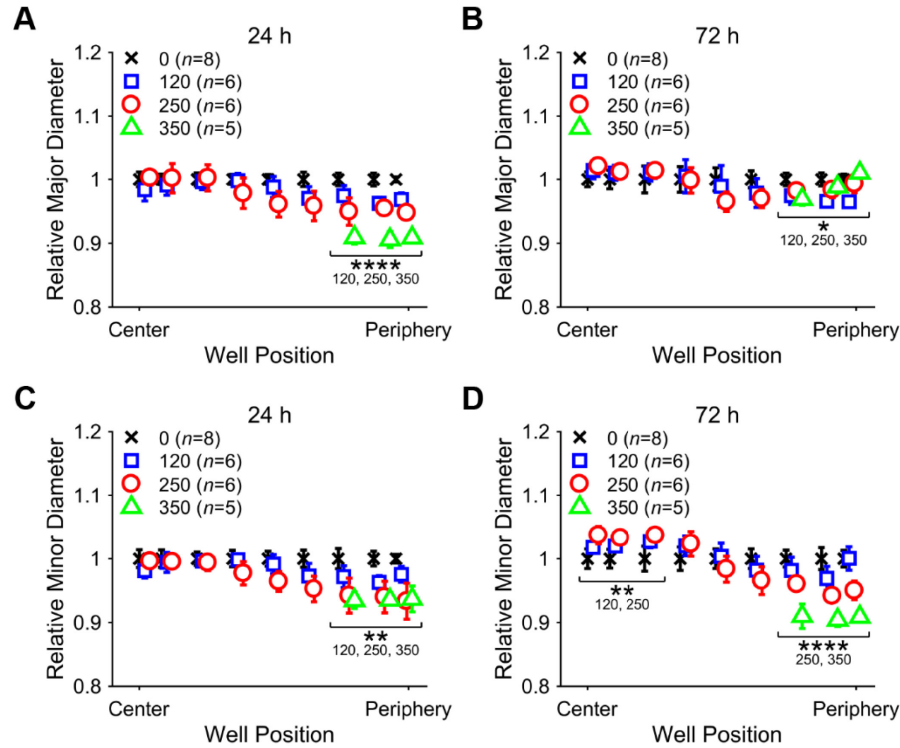 A
24 h
Relative Major Diameter
1.2
1.1
1
0.9
0.8
0 (n=8)
120 (n=6)
250 (n=6)
350 (n=5)
****
120, 250, 350
Center
Periphery
Well Position
B
72 h
Relative Major Diameter
1.2
1.1
1
0.9
0.8
0 (n=8)
120 (n=6)
250 (n=6)
350 (n=5)
*
120, 250, 350
Center
Periphery
Well Position
C
24 h
Relative Minor Diameter
1.2
1.1
1
0.9
0.8
0 (n=8)
120 (n=6)
250 (n=6)
350 (n=5)
**
120, 250, 350
Center
Periphery
Well Position
D
72 h
Relative Minor Diameter
1.2
1.1
1
0.9
0.8
0 (n=8)
120 (n=6)
250 (n=6)
350 (n=5)
**
120, 250
****
250, 350
Center
Periphery
Well Position